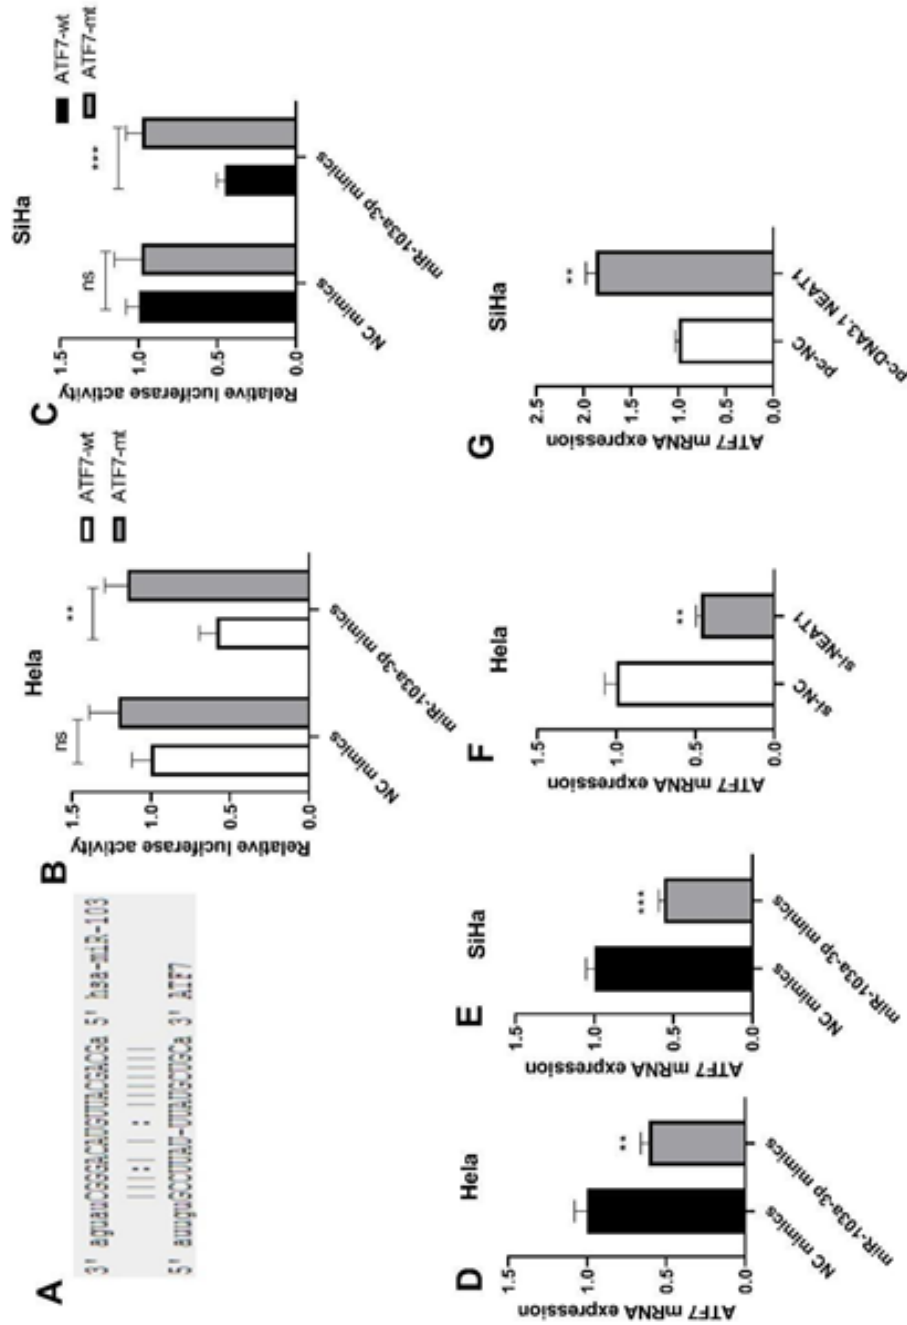 A
3' aguauCGGGACAUGUUACGACGa 5' hsa-miR-103
5' auuguGCCUUAU-UUAUGCUGCa 3' ATF7
B
Hela
ATF7-wt
ATF7-mt
Relative luciferase activity
1.5
1.0
0.5
0.0
ns
**
NC mimics
miR-103a-3p mimics
C
SiHa
ATF7-wt
ATF7-mt
Relative luciferase activity
1.5
1.0
0.5
0.0
ns
***
NC mimics
miR-103a-3p mimics
D
Hela
ATF7 mRNA expression
1.5
1.0
0.5
0.0
**
NC mimics
miR-103a-3p mimics
E
SiHa
ATF7 mRNA expression
1.5
1.0
0.5
0.0
***
NC mimics
miR-103a-3p mimics
F
Hela
ATF7 mRNA expression
1.5
1.0
0.5
0.0
**
si-NC
si-NEAT1
G
SiHa
ATF7 mRNA expression
2.5
2.0
1.5
1.0
0.5
0.0
**
pc-NC
pc-DNA3.1 NEAT1